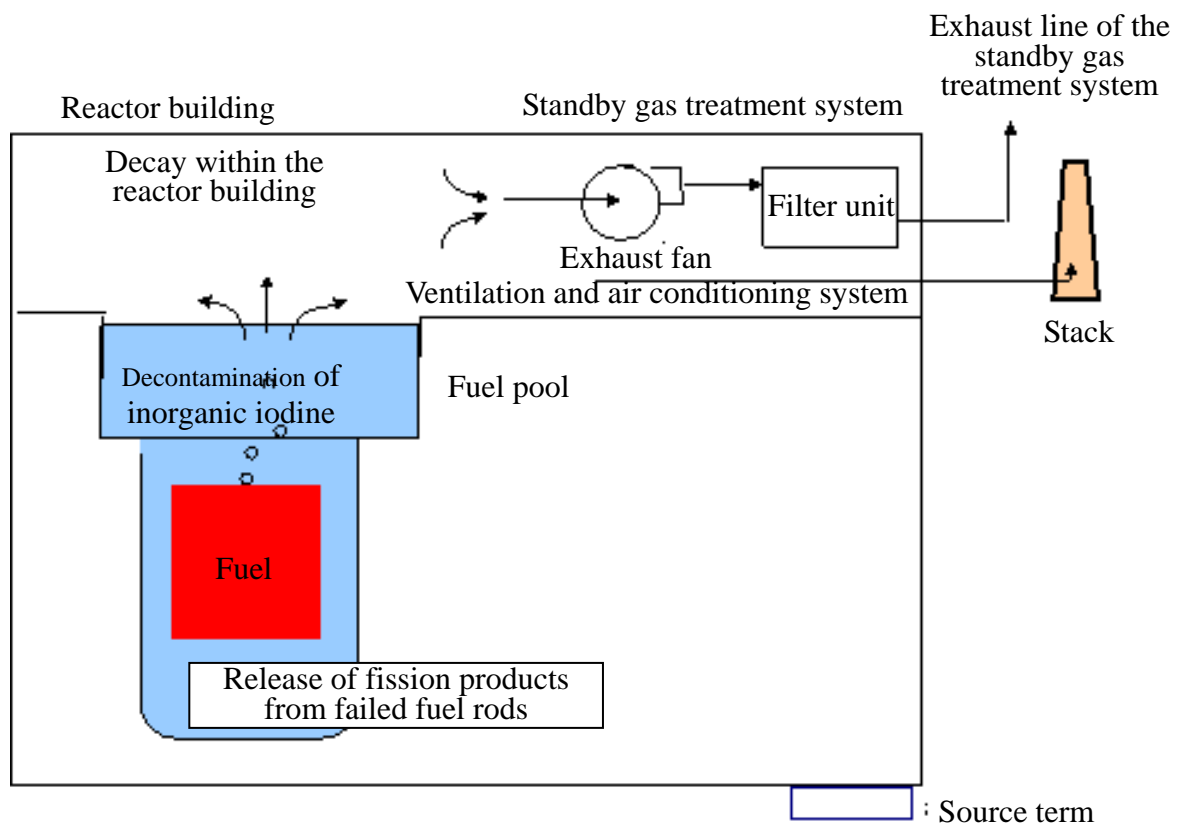 Exhaust line of the
standby gas
treatment system
Reactor building
Standby gas treatment system
Decay within the
reactor building
Filter unit
Exhaust fan
Ventilation and air conditioning system
Stack
Decontamination of
inorganic iodine
Fuel pool
Fuel
Release of fission products
from failed fuel rods
; Source term